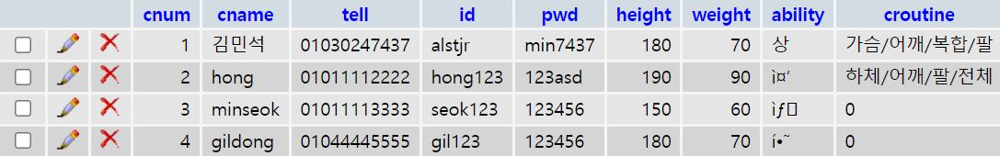 cnum cname tell id pwd height weight ability croutine
1 김민석 01030247437 alstjr min7437 180 70 상 가슴/어깨/복합/팔
2 hong 01011112222 hong123 123asd 190 90 ì¤‘ 하체/어깨/팔/전체
3 minseok 01011113333 seok123 123456 150 60 ìƒ 0
4 gildong 01044445555 gil123 123456 180 70 í•˜ 0